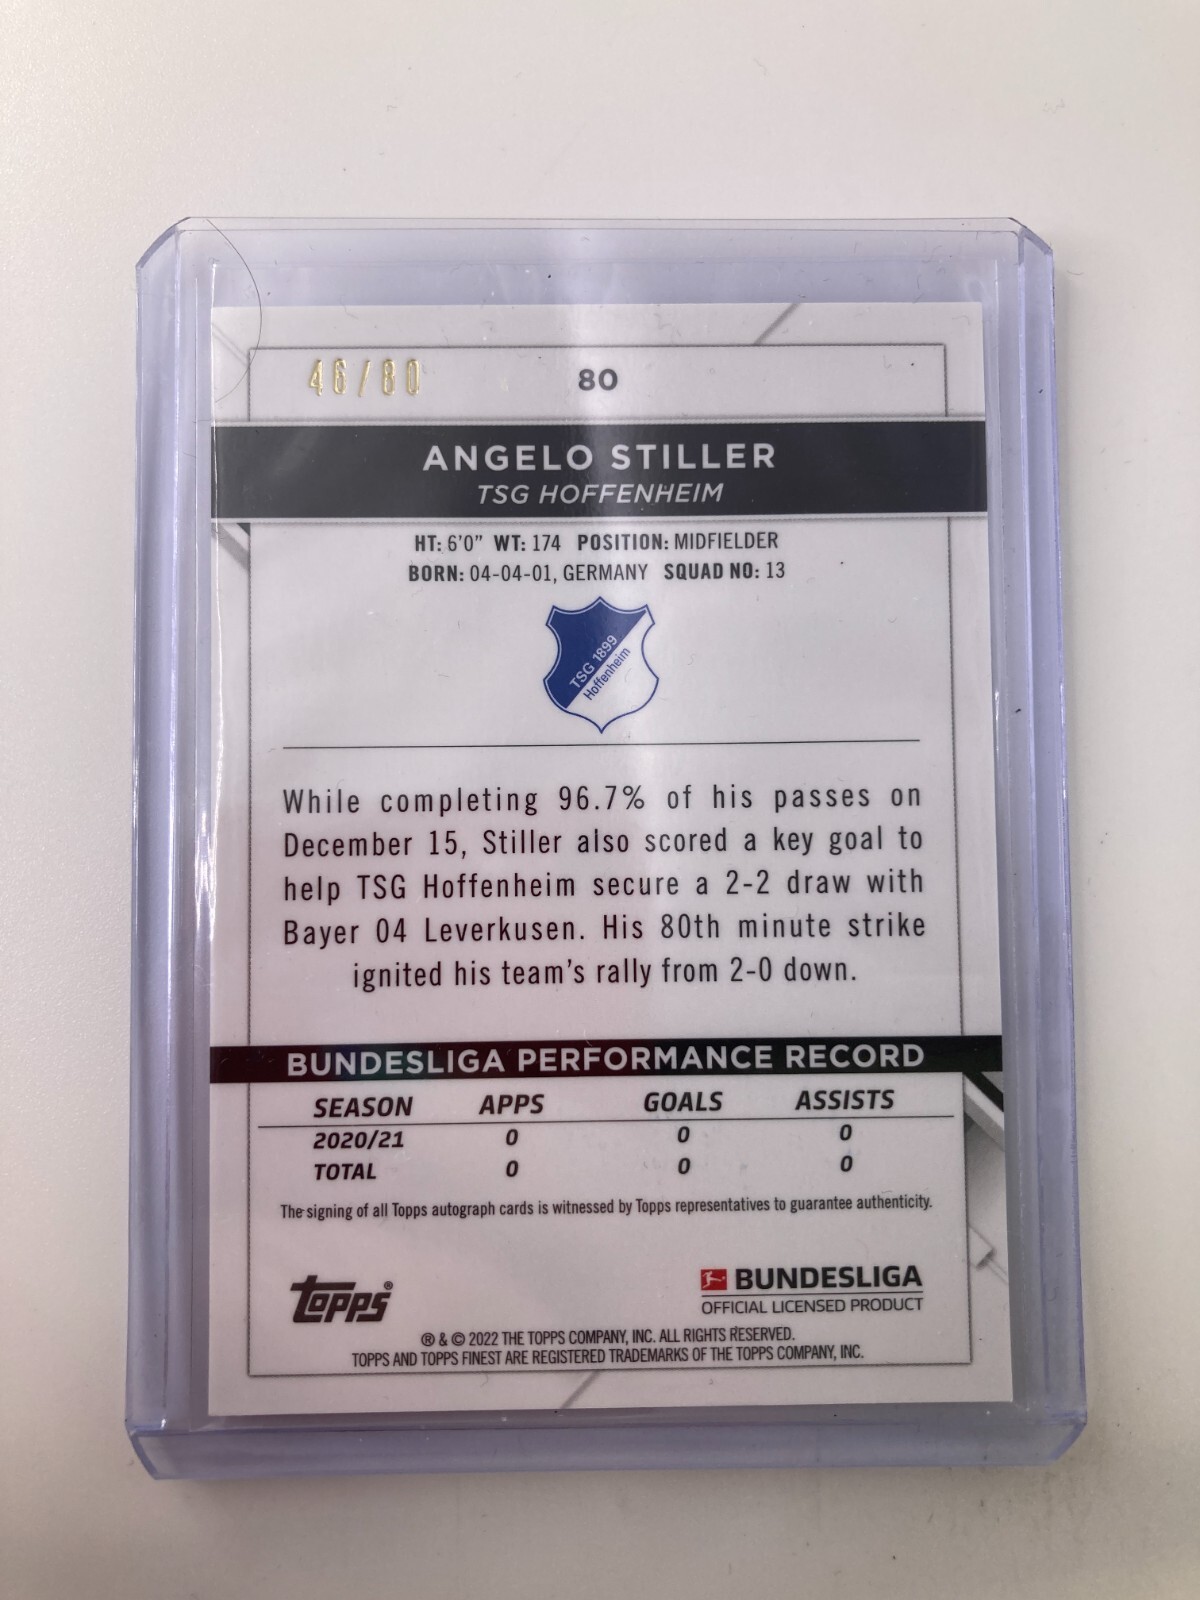 46/80
80
ANGELO STILLER
TSG HOFFENHEIM
HT: 6'0" WT: 174 POSITION: MIDFIELDER
BORN: 04-04-01, GERMANY SQUAD NO: 13
TSG 1899
Hoffenheim
While completing 96.7% of his passes on
December 15, Stiller also scored a key goal to
help TSG Hoffenheim secure a 2-2 draw with
Bayer 04 Leverkusen. His 80th minute strike
ignited his team's rally from 2-0 down.
BUNDESLIGA PERFORMANCE RECORD
SEASON APPS GOALS ASSISTS
2020/21 0 0 0
TOTAL 0 0 0
The signing of all Topps autograph cards is witnessed by Topps representatives to guarantee authenticity.
Topps®
BUNDESLIGA
OFFICIAL LICENSED PRODUCT
® & © 2022 THE TOPPS COMPANY, INC. ALL RIGHTS RESERVED.
TOPPS AND TOPPS FINEST ARE REGISTERED TRADEMARKS OF THE TOPPS COMPANY, INC.